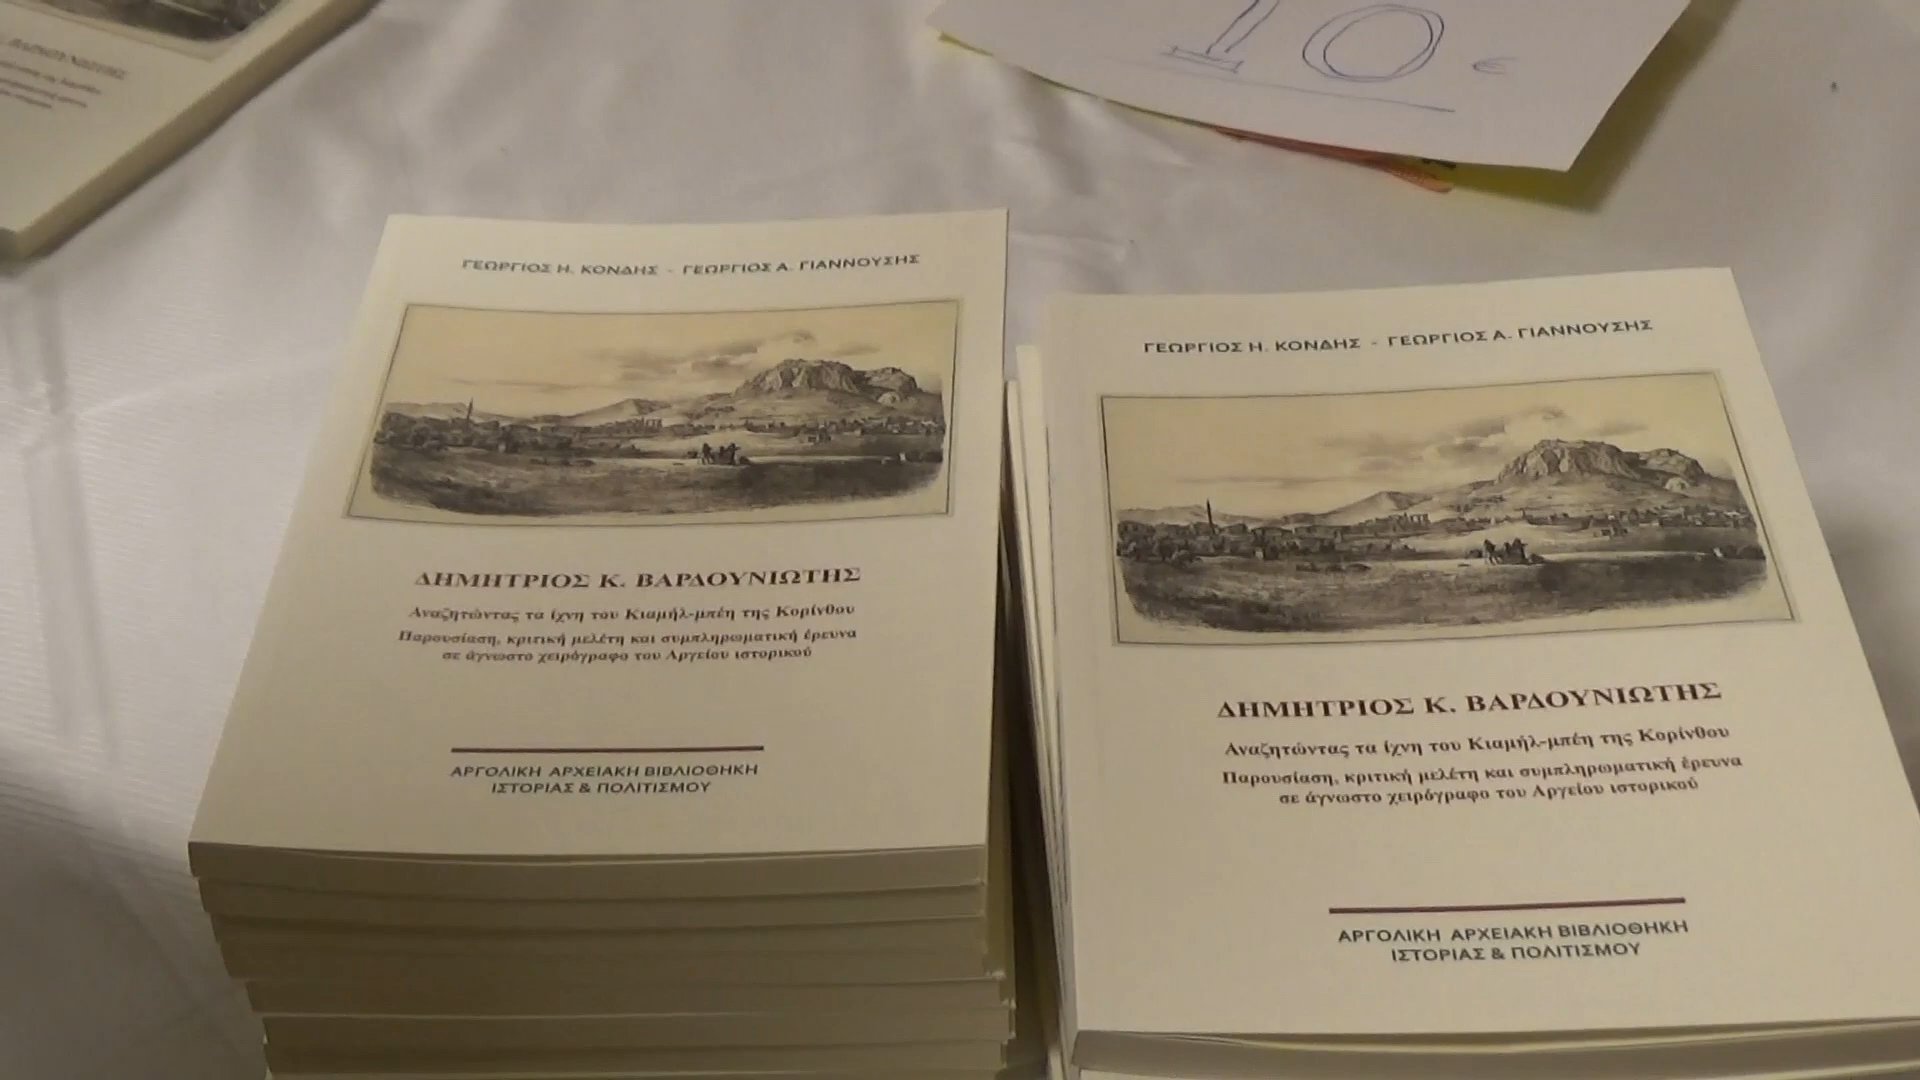 10 €
ΓΕΩΡΓΙΟΣ Η. ΚΟΝΔΗΣ - ΓΕΩΡΓΙΟΣ Α. ΓΙΑΝΝΟΥΣΗΣ
ΔΗΜΗΤΡΙΟΣ Κ. ΒΑΡΔΟΥΝΙΩΤΗΣ
Αναζητώντας τα ίχνη του Κιαμήλ-μπέη της Κορίνθου
Παρουσίαση, κριτική μελέτη και συμπληρωματική έρευνα
σε άγνωστο χειρόγραφο του Αργείου ιστορικού
ΑΡΓΟΛΙΚΗ ΑΡΧΕΙΑΚΗ ΒΙΒΛΙΟΘΗΚΗ
ΙΣΤΟΡΙΑΣ & ΠΟΛΙΤΙΣΜΟΥ
ΓΕΩΡΓΙΟΣ Η. ΚΟΝΔΗΣ - ΓΕΩΡΓΙΟΣ Α. ΓΙΑΝΝΟΥΣΗΣ
ΔΗΜΗΤΡΙΟΣ Κ. ΒΑΡΔΟΥΝΙΩΤΗΣ
Αναζητώντας τα ίχνη του Κιαμήλ-μπέη της Κορίνθου
Παρουσίαση, κριτική μελέτη και συμπληρωματική έρευνα
σε άγνωστο χειρόγραφο του Αργείου ιστορικού
ΑΡΓΟΛΙΚΗ ΑΡΧΕΙΑΚΗ ΒΙΒΛΙΟΘΗΚΗ
ΙΣΤΟΡΙΑΣ & ΠΟΛΙΤΙΣΜΟΥ